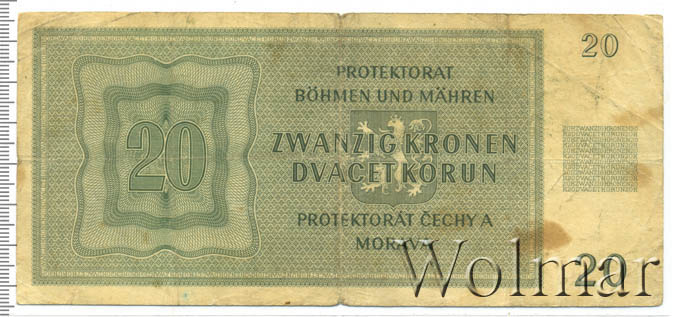 20
PROTEKTORAT
BÖHMEN UND MÄHREN
20
ZWANZIG KRONEN
DVACET KORUN
PROTEKTORÁT ČECHY A
MORAVA
20
Wolmar